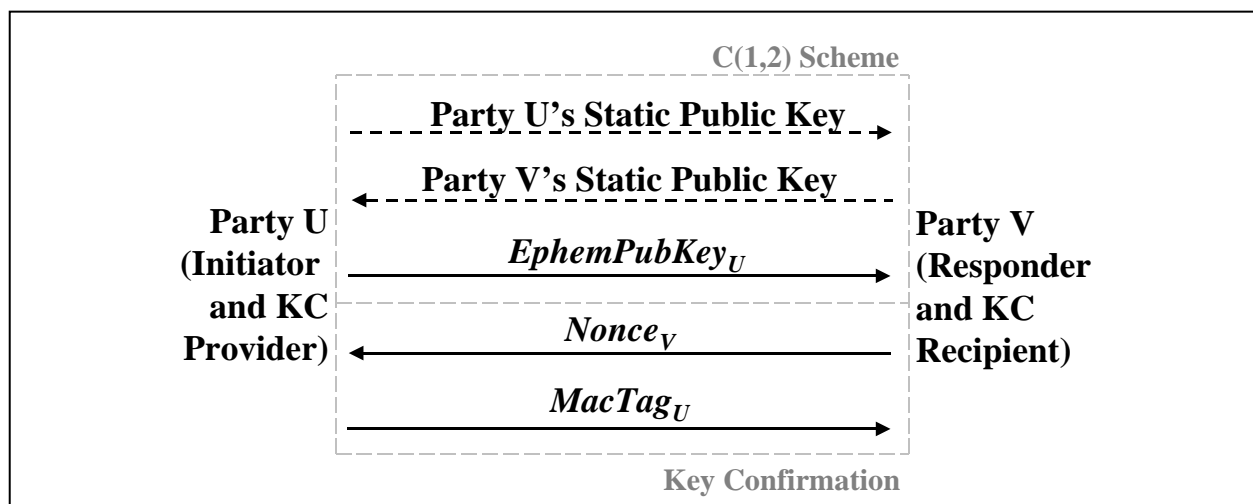 C(1,2) Scheme
Party U’s Static Public Key
Party V’s Static Public Key
Party U
(Initiator
and KC
Provider)
EphemPubKeyU
Party V
(Responder
and KC
Recipient)
NonceV
MacTagU
Key Confirmation